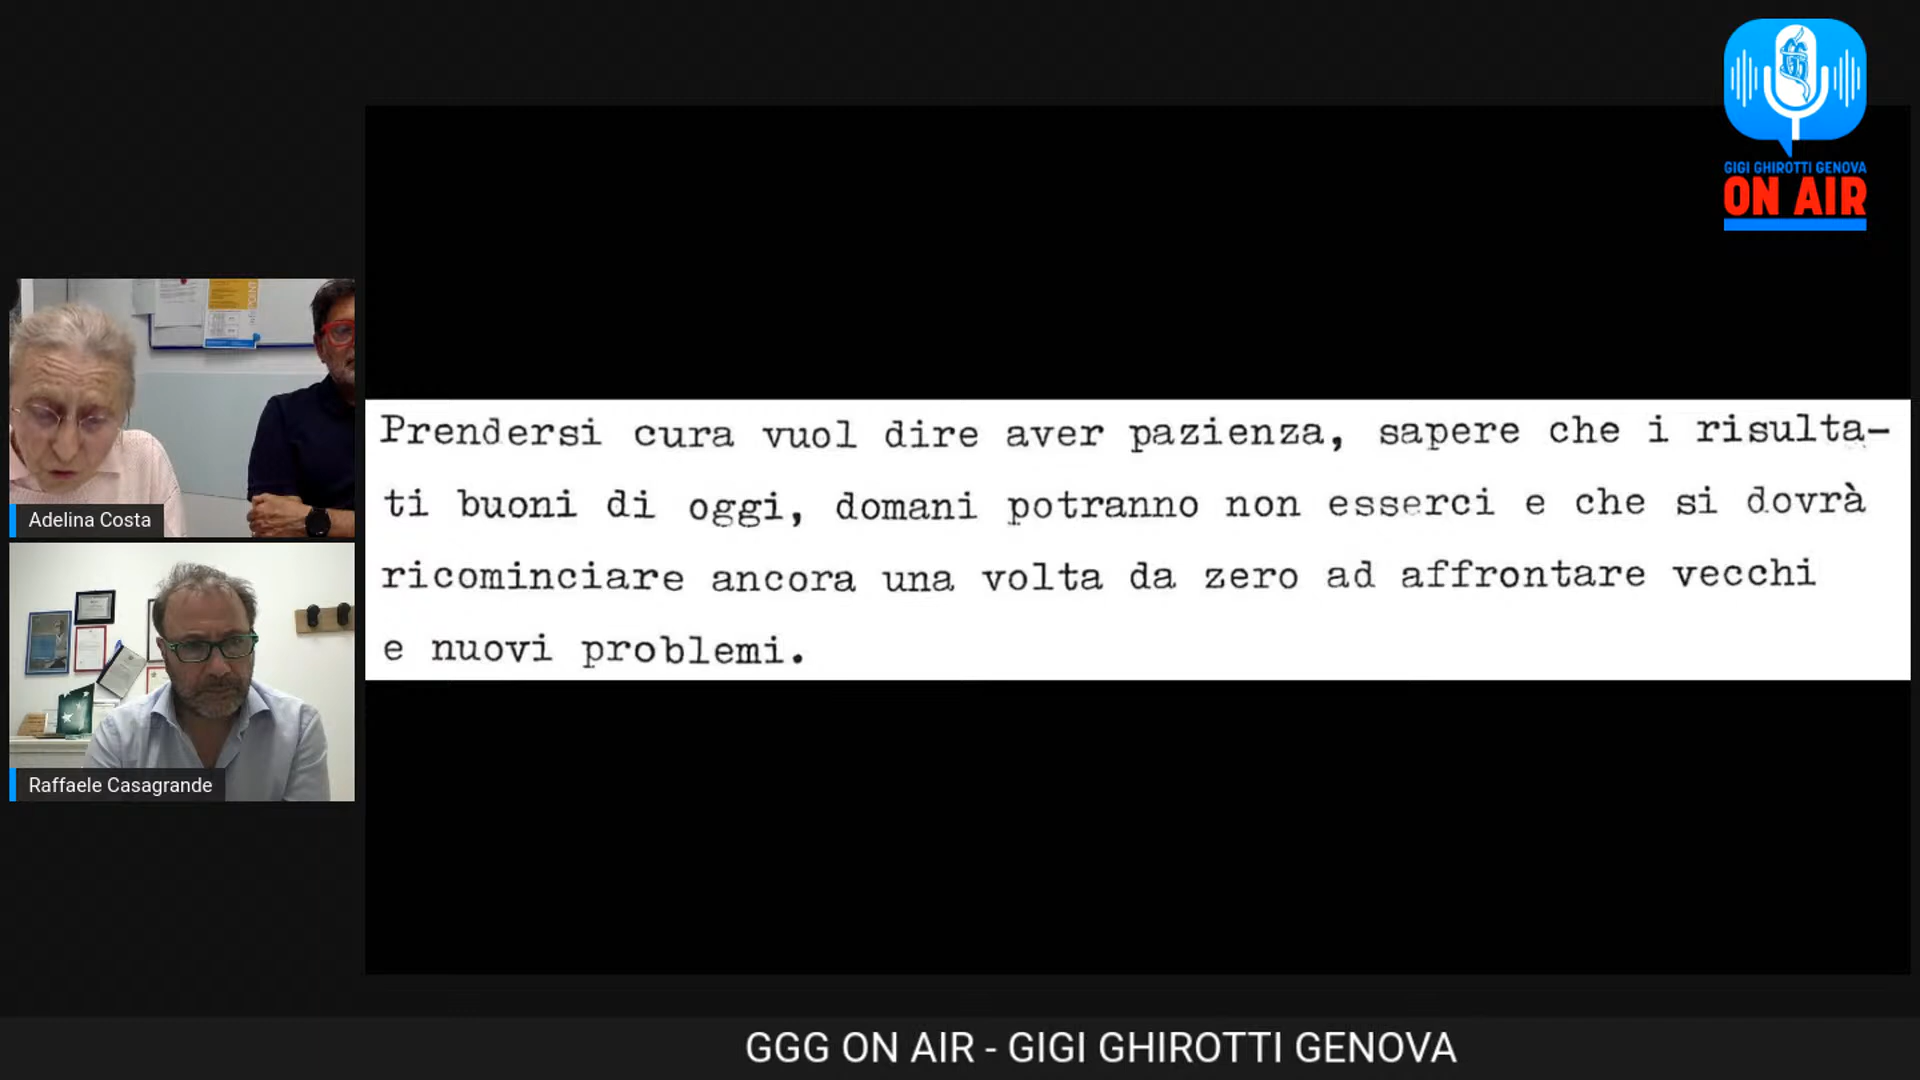 GIGI GHIROTTI GENOVA
ON AIR
Prendersi cura vuol dire aver pazienza, sapere che i risulta-
ti buoni di oggi, domani potranno non esserci e che si dovrà
ricominciare ancora una volta da zero ad affrontare vecchi
e nuovi problemi.
Adelina Costa
Raffaele Casagrande
GGG ON AIR - GIGI GHIROTTI GENOVA